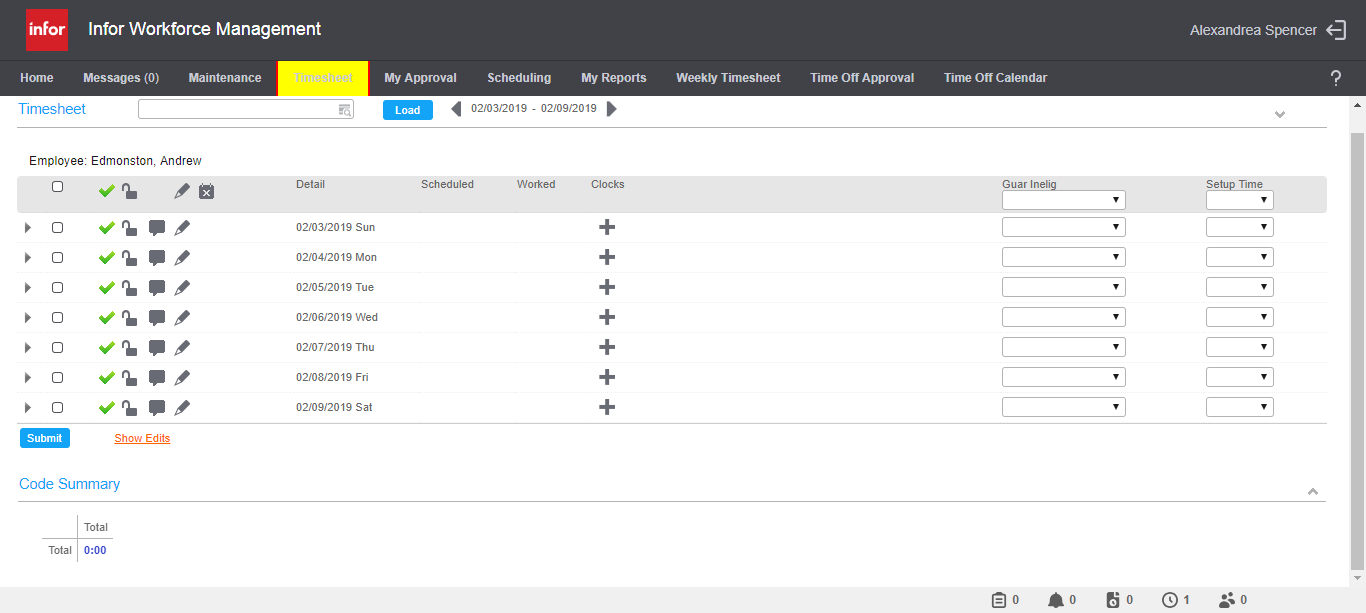 infor Infor Workforce Management Alexandrea Spencer
Home Messages (0) Maintenance Timesheet My Approval Scheduling My Reports Weekly Timesheet Time Off Approval Time Off Calendar ?
Timesheet Load 02/03/2019 - 02/09/2019
Employee: Edmonston, Andrew
Detail Scheduled Worked Clocks Guar Inelig Setup Time
02/03/2019 Sun
02/04/2019 Mon
02/05/2019 Tue
02/06/2019 Wed
02/07/2019 Thu
02/08/2019 Fri
02/09/2019 Sat
Submit Show Edits
Code Summary
Total
Total 0:00
0 0 0 1 0